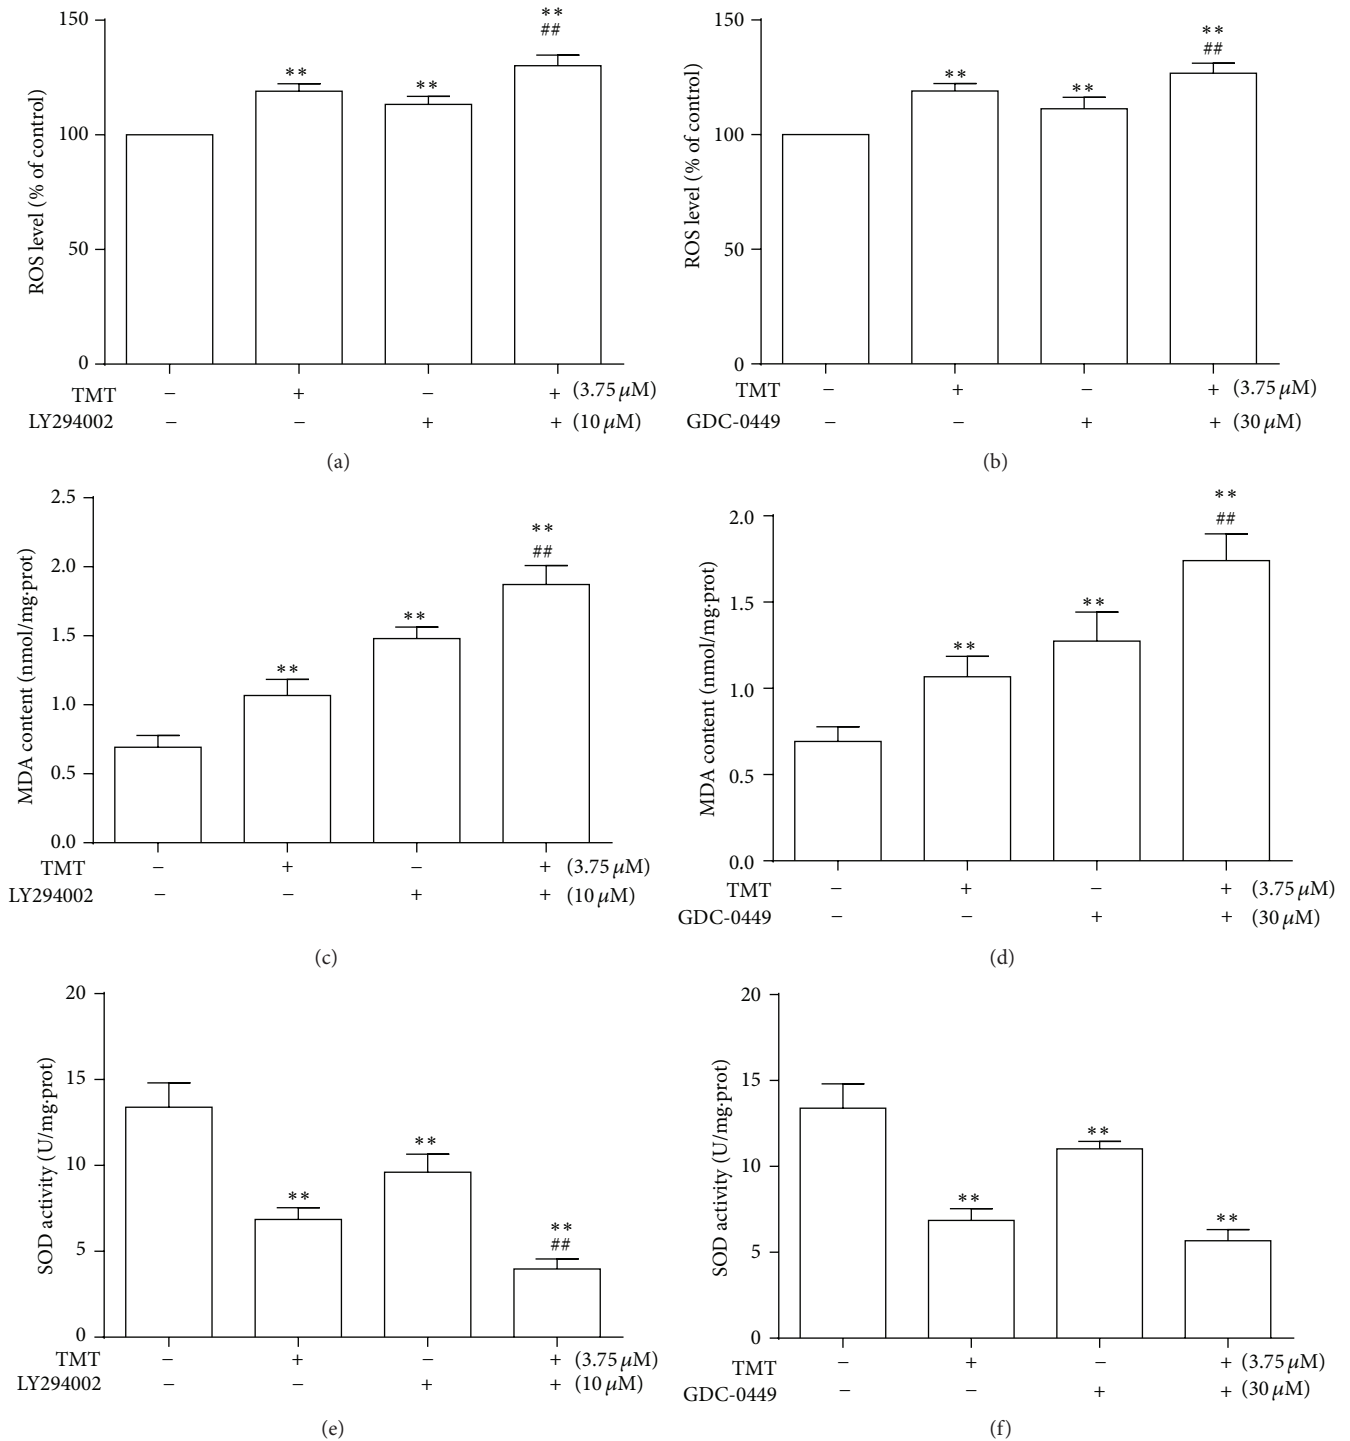 150
100
50
0
ROS level (% of control)
**
**
**
##
TMT − + − + (3.75 μM)
LY294002 − − + + (10 μM)
(a)
150
100
50
0
ROS level (% of control)
**
**
**
##
TMT − + − + (3.75 μM)
GDC-0449 − − + + (30 μM)
(b)
2.5
2.0
1.5
1.0
0.5
0.0
MDA content (nmol/mg·prot)
**
**
**
##
TMT − + − + (3.75 μM)
LY294002 − − + + (10 μM)
(c)
2.0
1.5
1.0
0.5
0.0
MDA content (nmol/mg·prot)
**
**
**
##
TMT − + − + (3.75 μM)
GDC-0449 − − + + (30 μM)
(d)
20
15
10
5
0
SOD activity (U/mg·prot)
**
**
**
##
TMT − + − + (3.75 μM)
LY294002 − − + + (10 μM)
(e)
20
15
10
5
0
SOD activity (U/mg·prot)
**
**
**
TMT − + − + (3.75 μM)
GDC-0449 − − + + (30 μM)
(f)